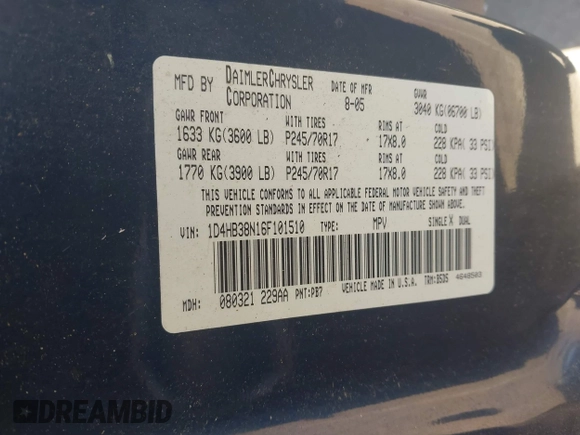 MFD BY DAIMLERCHRYSLER CORPORATION DATE OF MFR 8-05 GVWR 3040 KG(06700 LB)
GAWR FRONT WITH TIRES RIMS AT COLD
1633 KG(3600 LB) P245/70R17 17X8.0 228 KPA( 33 PSI
GAWR REAR WITH TIRES RIMS AT COLD
1770 KG(3900 LB) P245/70R17 17X8.0 228 KPA( 33 PSI
THIS VEHICLE CONFORMS TO ALL APPLICABLE FEDERAL MOTOR VEHICLE SAFETY AND THEFT
PREVENTION STANDARDS IN EFFECT ON THE DATE OF MANUFACTURE SHOWN ABOVE.
VIN: 1D4HB38N16F101510 TYPE: MPV SINGLE X DUAL
MDH: 080321 229AA PNT:PB7 VEHICLE MADE IN U.S.A. TRM:D5D5
DREAMBID